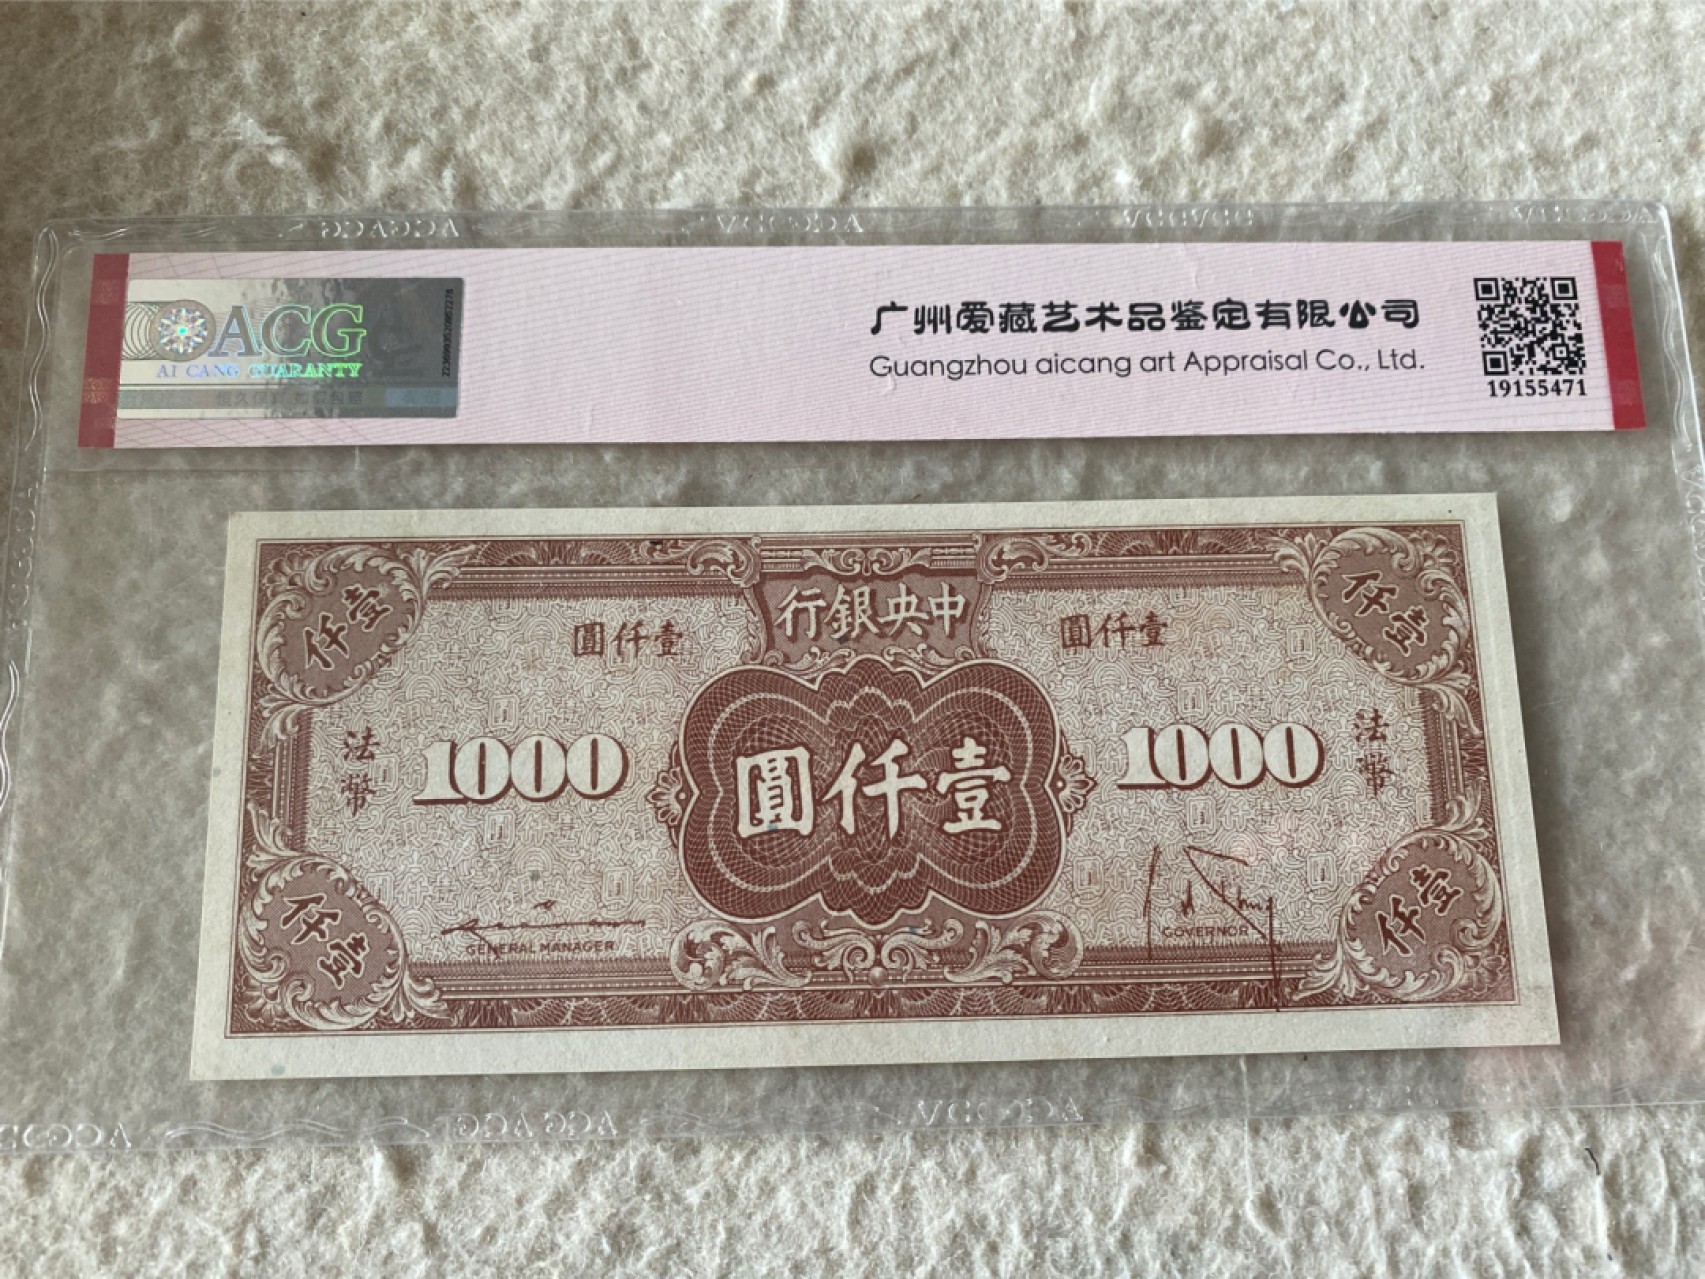 ACG
AI CANG GUARANTY
广州爱藏艺术品鉴定有限公司
Guangzhou aicang art Appraisal Co., Ltd.
19155471
中央銀行
壹仟
壹仟
壹仟圓
壹仟圓
法幣
1000
壹仟圓
1000
法幣
GENERAL MANAGER
GOVERNOR
壹仟
壹仟